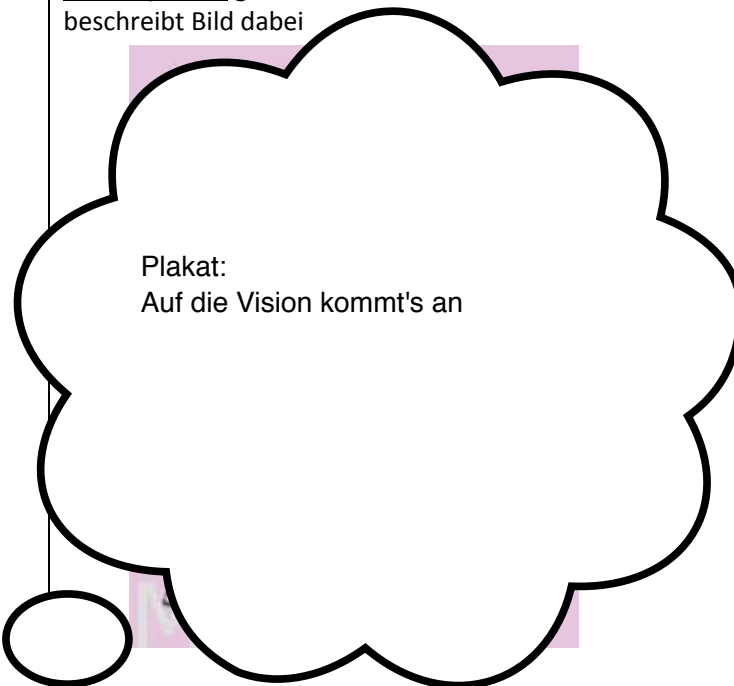 beschreibt Bild dabei
Plakat:
Auf die Vision kommt's an